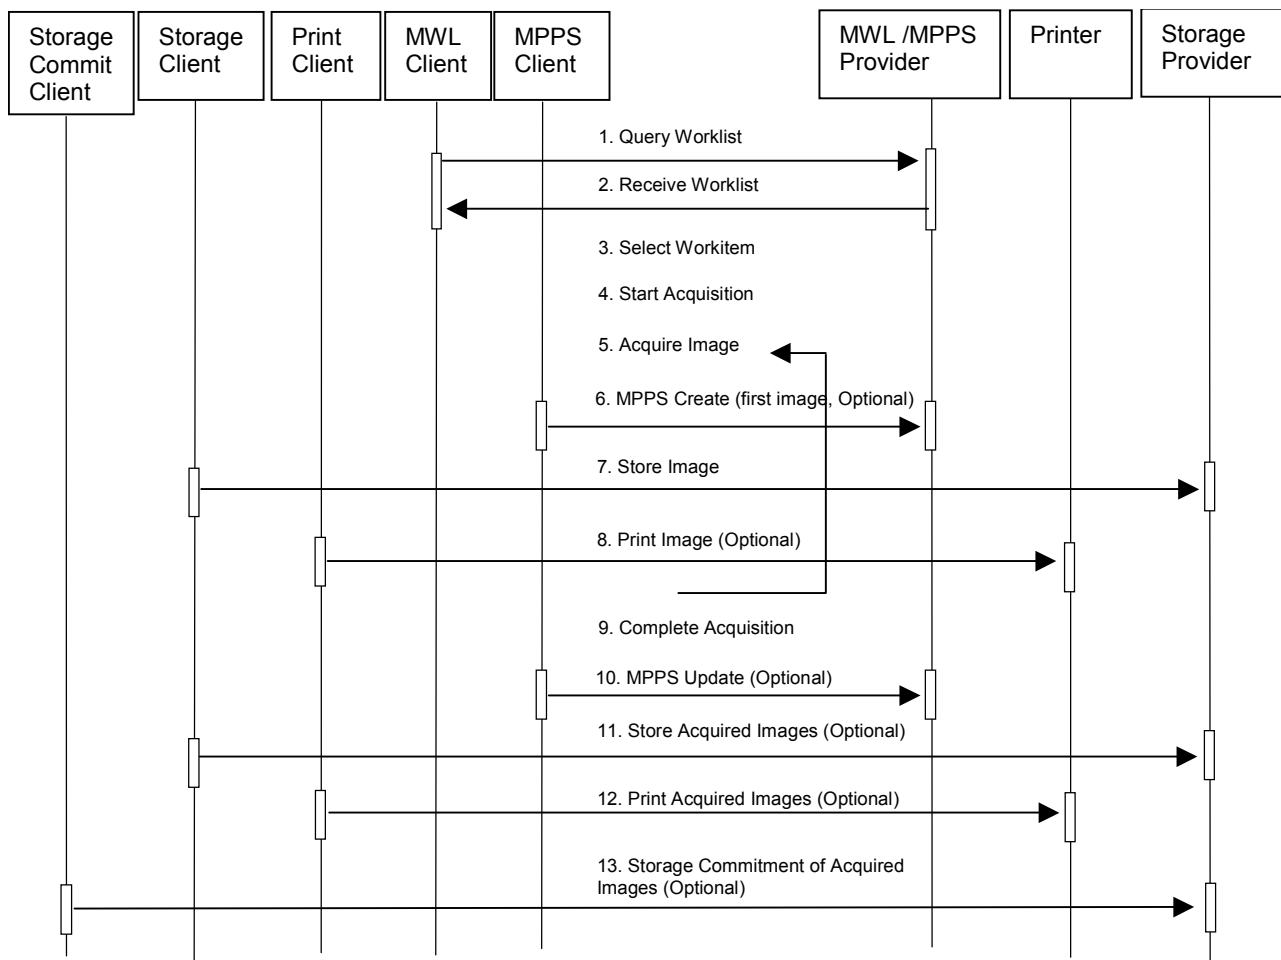 Storage
Commit
Client
Storage
Client
Print
Client
MWL
Client
MPPS
Client
MWL /MPPS
Provider
Printer
Storage
Provider
1. Query Worklist
2. Receive Worklist
3. Select Workitem
4. Start Acquisition
5. Acquire Image
6. MPPS Create (first image, Optional)
7. Store Image
8. Print Image (Optional)
9. Complete Acquisition
10. MPPS Update (Optional)
11. Store Acquired Images (Optional)
12. Print Acquired Images (Optional)
13. Storage Commitment of Acquired
Images (Optional)